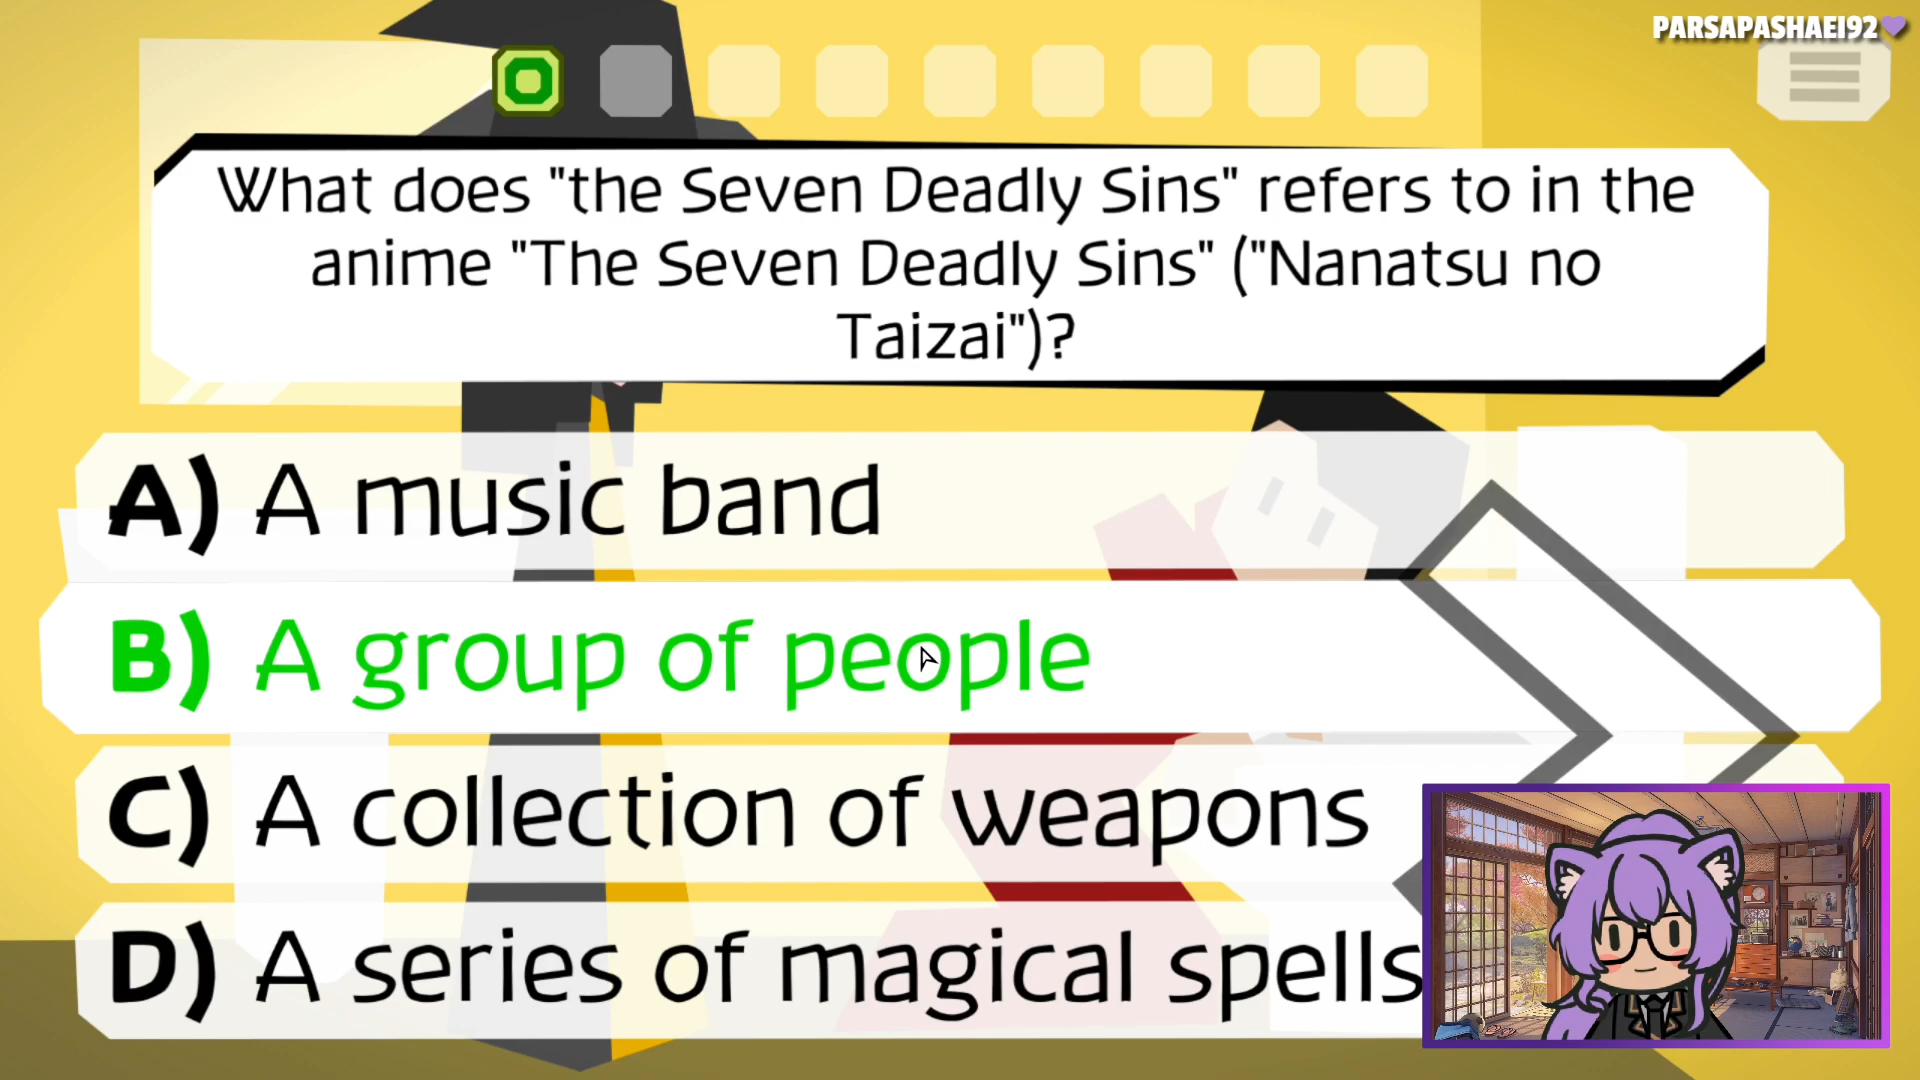 PARSAPASHAEI92
What does "the Seven Deadly Sins" refers to in the
anime "The Seven Deadly Sins" ("Nanatsu no
Taizai")?
A) A music band
B) A group of people
C) A collection of weapons
D) A series of magical spells